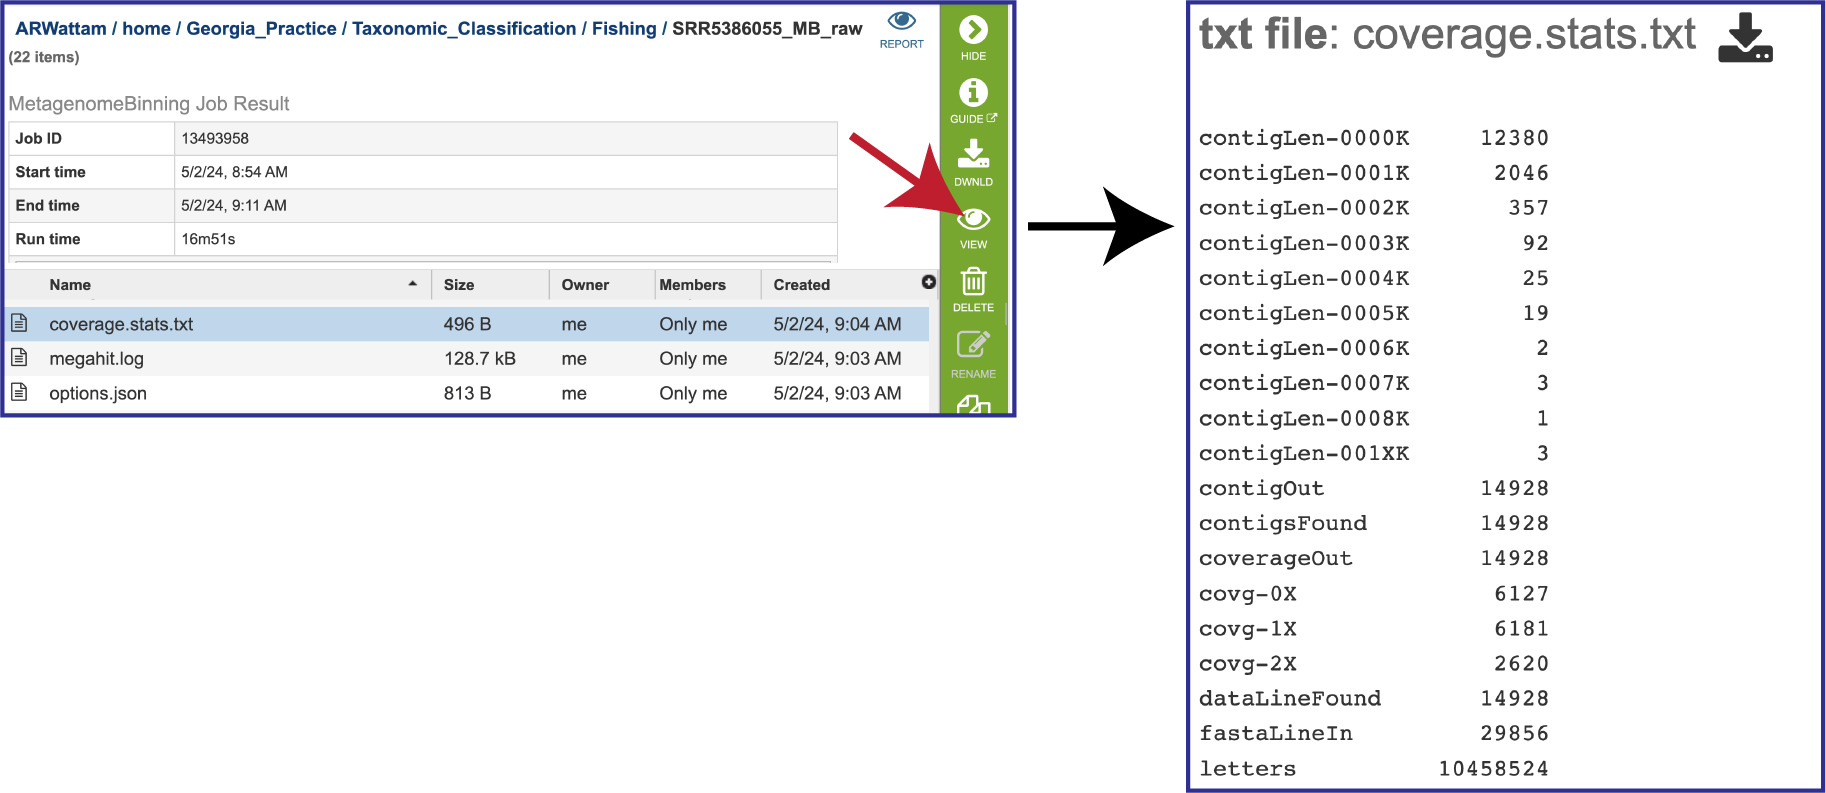 ARWattam / home / Georgia_Practice / Taxonomic_Classification / Fishing / SRR5386055_MB_raw
(22 items)
REPORT
MetagenomeBinning Job Result
Job ID 13493958
Start time 5/2/24, 8:54 AM
End time 5/2/24, 9:11 AM
Run time 16m51s
Name Size Owner Members Created
coverage.stats.txt 496 B me Only me 5/2/24, 9:04 AM
megahit.log 128.7 kB me Only me 5/2/24, 9:03 AM
options.json 813 B me Only me 5/2/24, 9:03 AM
HIDE
GUIDE
DWNLD
VIEW
DELETE
RENAME
txt file: coverage.stats.txt
contigLen-0000K 12380
contigLen-0001K 2046
contigLen-0002K 357
contigLen-0003K 92
contigLen-0004K 25
contigLen-0005K 19
contigLen-0006K 2
contigLen-0007K 3
contigLen-0008K 1
contigLen-001XK 3
contigOut 14928
contigsFound 14928
coverageOut 14928
covg-0X 6127
covg-1X 6181
covg-2X 2620
dataLineFound 14928
fastaLineIn 29856
letters 10458524